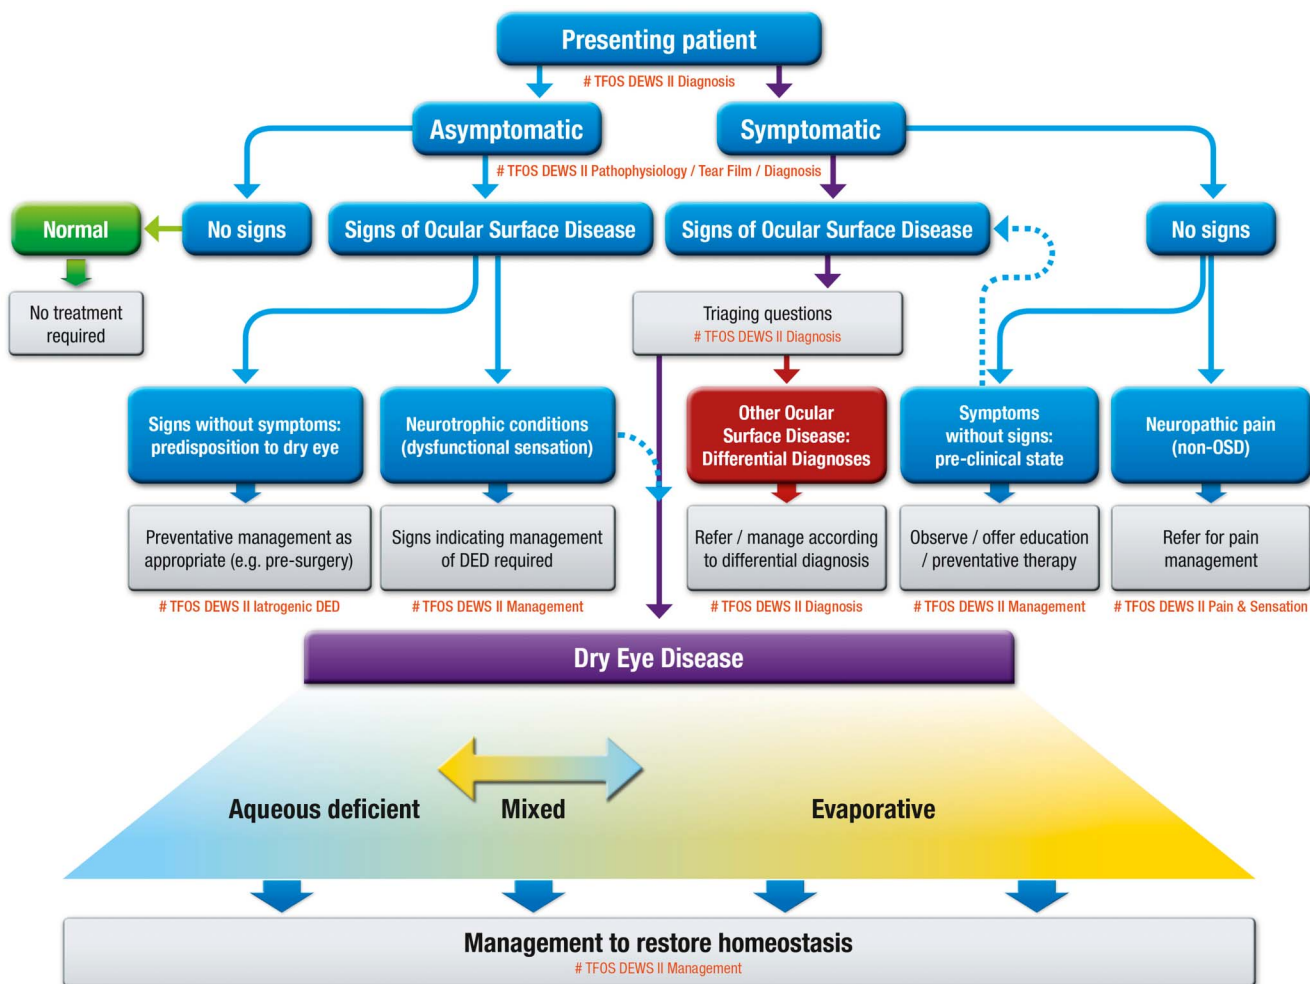 Presenting patient
# TFOS DEWS II Diagnosis
Asymptomatic
Symptomatic
# TFOS DEWS II Pathophysiology / Tear Film / Diagnosis
Normal
No signs
Signs of Ocular Surface Disease
Signs of Ocular Surface Disease
No signs
No treatment
required
Triaging questions
# TFOS DEWS II Diagnosis
Signs without symptoms:
predisposition to dry eye
Neurotrophic conditions
(dysfunctional sensation)
Other Ocular
Surface Disease:
Differential Diagnoses
Symptoms
without signs:
pre-clinical state
Neuropathic pain
(non-OSD)
Preventative management as
appropriate (e.g. pre-surgery)
Signs indicating management
of DED required
Refer / manage according
to differential diagnosis
Observe / offer education
/ preventative therapy
Refer for pain
management
# TFOS DEWS II Iatrogenic DED
# TFOS DEWS II Management
# TFOS DEWS II Diagnosis
# TFOS DEWS II Management
# TFOS DEWS II Pain & Sensation
Dry Eye Disease
Aqueous deficient
Mixed
Evaporative
Management to restore homeostasis
# TFOS DEWS II Management